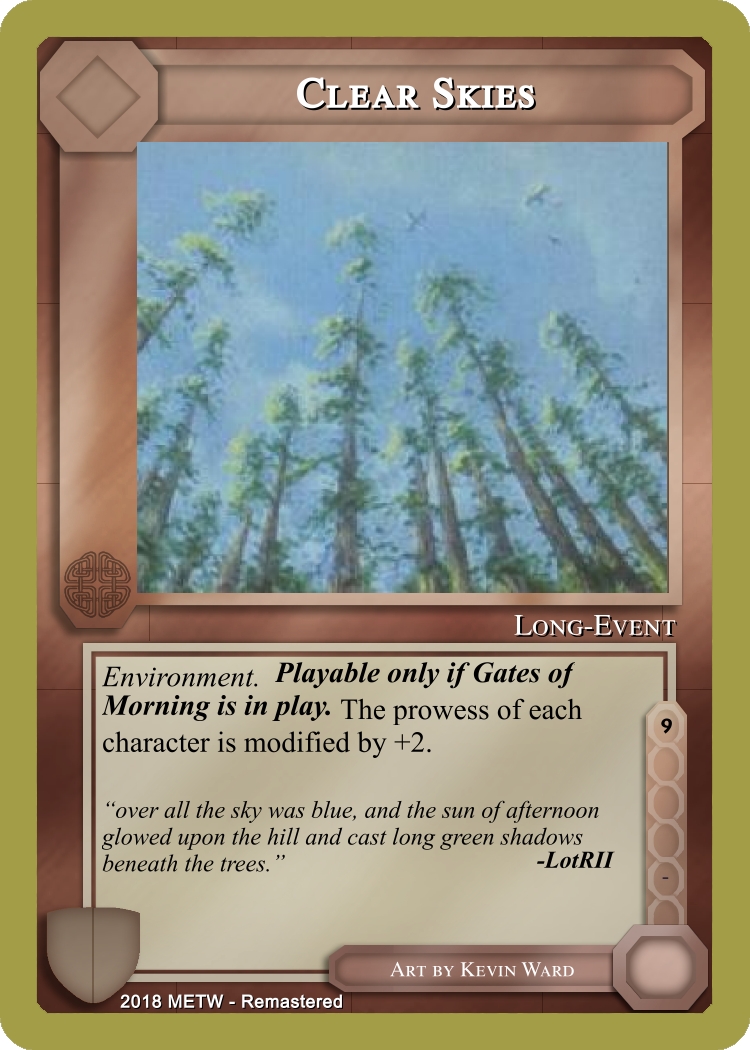 Clear Skies
Long-Event
Environment. Playable only if Gates of
Morning is in play. The prowess of each
character is modified by +2.
9
“over all the sky was blue, and the sun of afternoon
glowed upon the hill and cast long green shadows
beneath the trees.” -LotRII
-
Art by Kevin Ward
2018 METW - Remastered